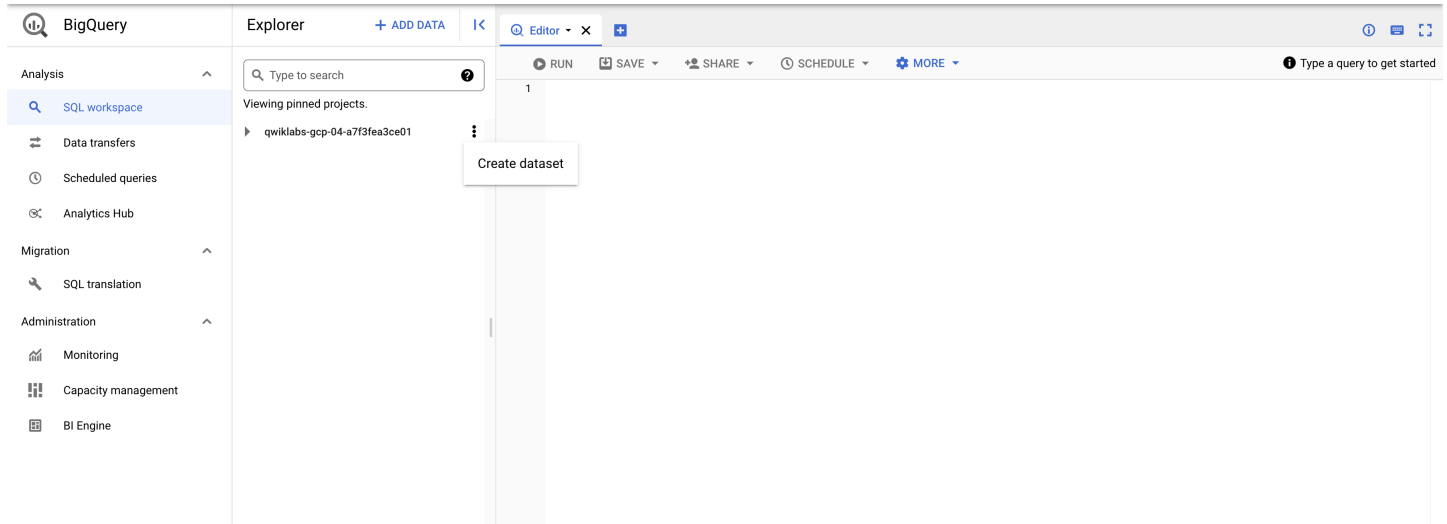 BigQuery
Analysis
SQL workspace
Data transfers
Scheduled queries
Analytics Hub
Migration
SQL translation
Administration
Monitoring
Capacity management
BI Engine
Explorer
+ ADD DATA
Type to search
Viewing pinned projects.
qwiklabs-gcp-04-a7f3fea3ce01
Create dataset
Editor
RUN SAVE SHARE SCHEDULE MORE
Type a query to get started
1